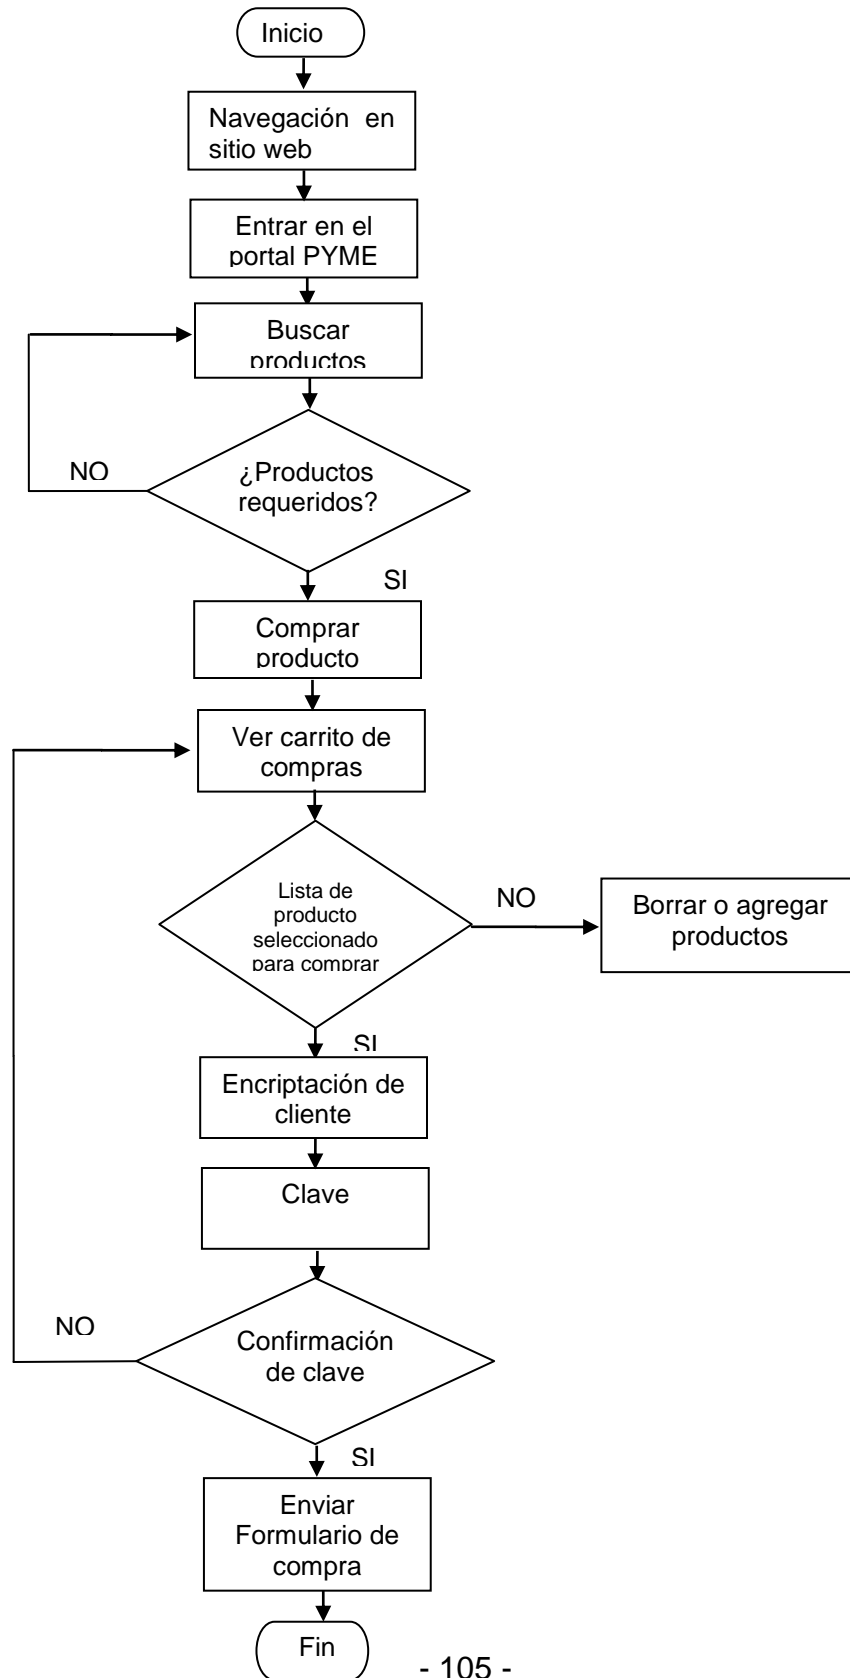 Inicio
Navegación en
sitio web
Entrar en el
portal PYME
Buscar
productos
NO
¿Productos
requeridos?
SI
Comprar
producto
Ver carrito de
compras
Lista de
producto
seleccionado
para comprar
NO
Borrar o agregar
productos
SI
Encriptación de
cliente
Clave
NO
Confirmación
de clave
SI
Enviar
Formulario de
compra
Fin
- 105 -